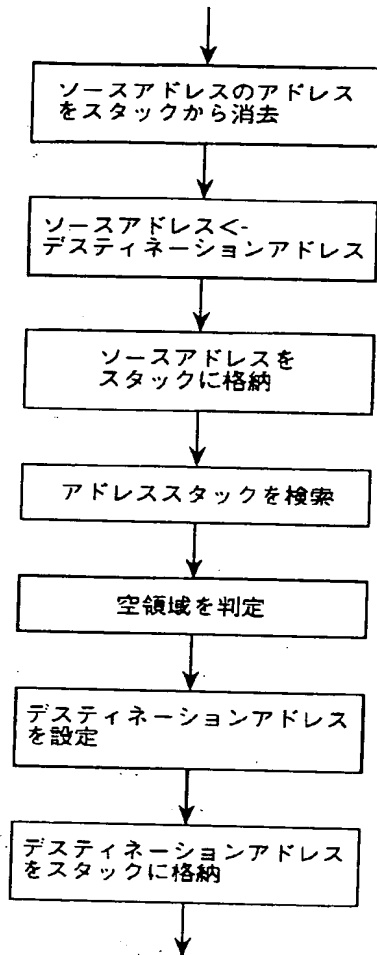 ソースアドレスのアドレス
をスタックから消去
ソースアドレス<-
デスティネーションアドレス
ソースアドレスを
スタックに格納
アドレススタックを検索
空領域を判定
デスティネーションアドレス
を設定
デスティネーションアドレス
をスタックに格納